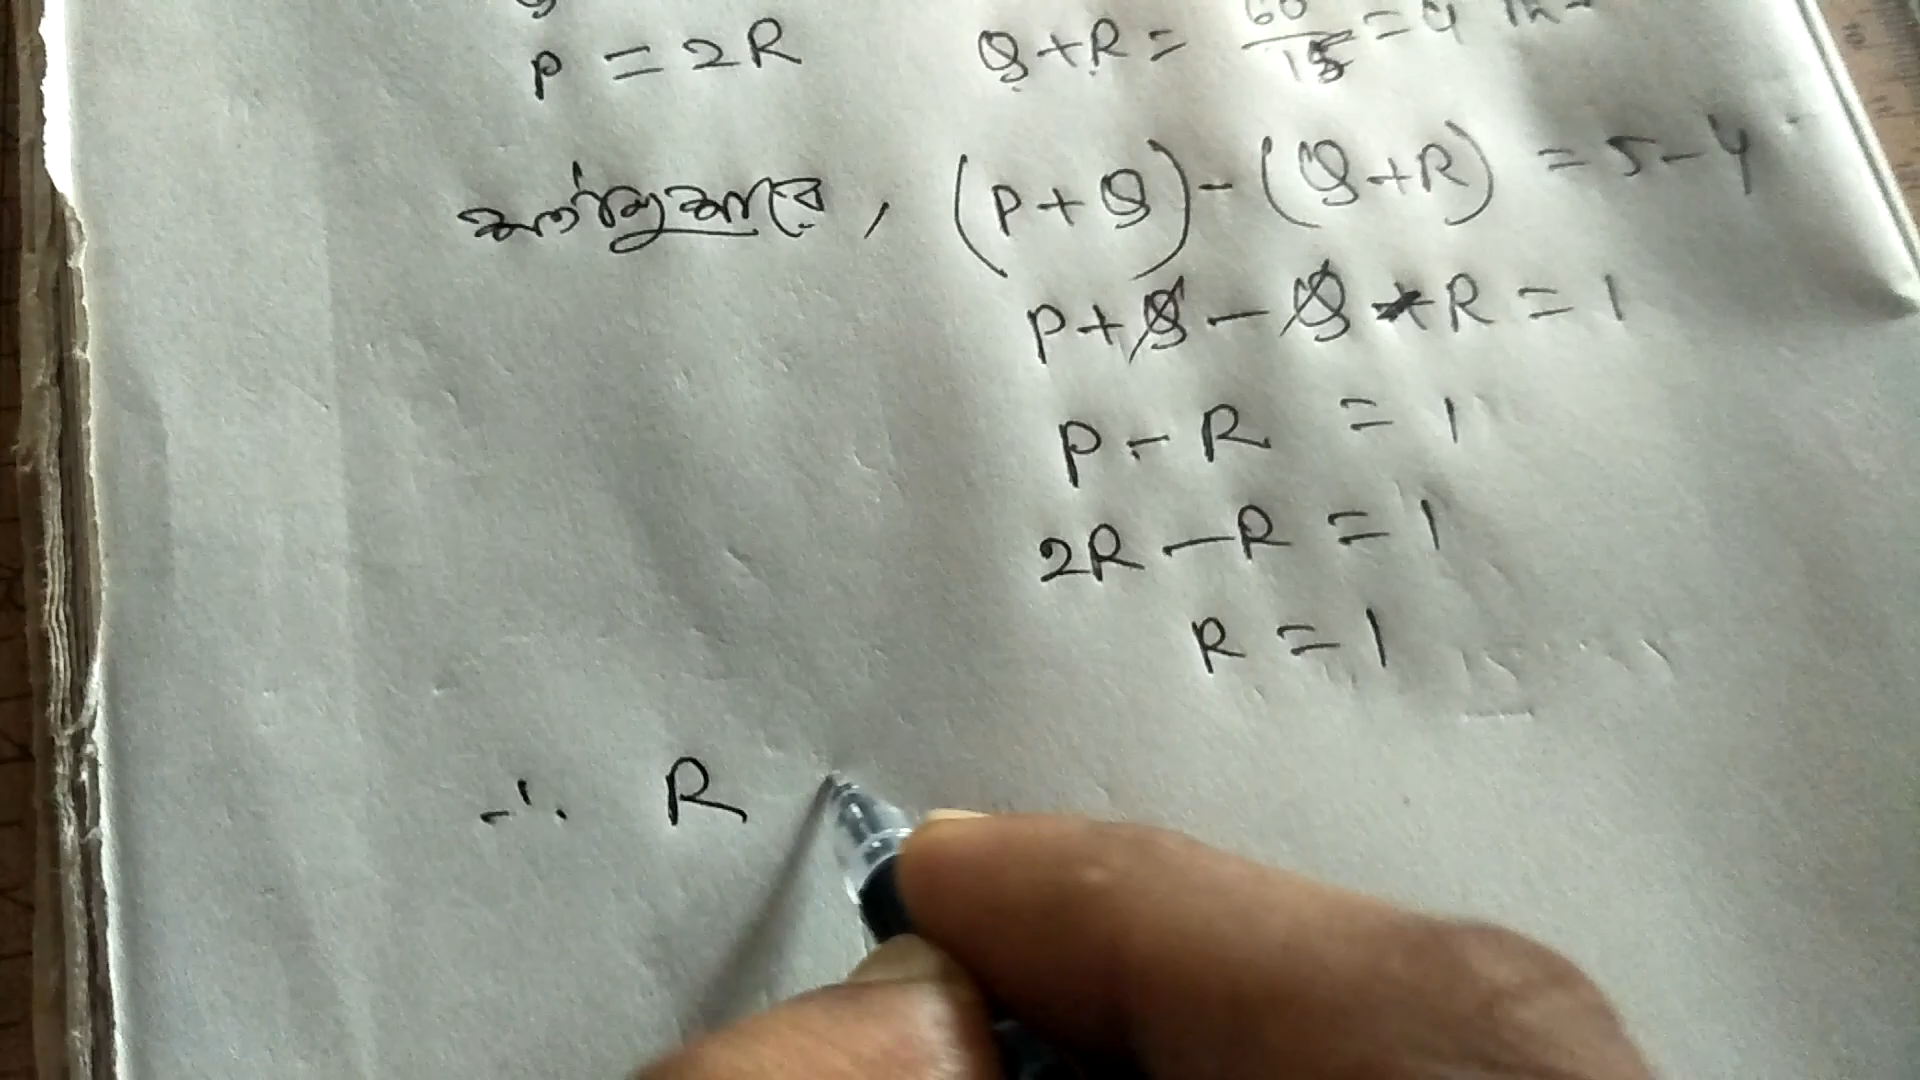 P = 2R Q+R = 60/15 = 4
শর্তানুসারে, (P+Q)-(Q+R) = 5-4
P+Q-Q-R = 1
P-R = 1
2R-R = 1
R = 1
∴ R